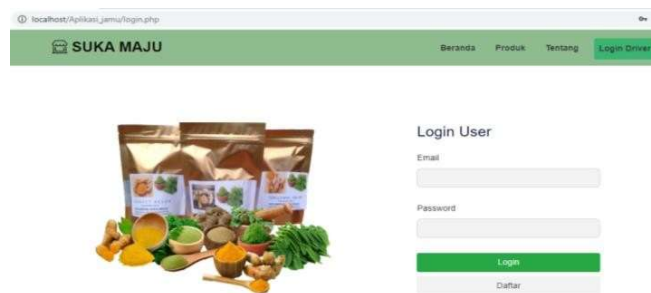 localhost/Aplikasi_jamu/login.php
SUKA MAJU
Beranda Produk Tentang Login Driver
Login User
Email
Password
Login
Daftar